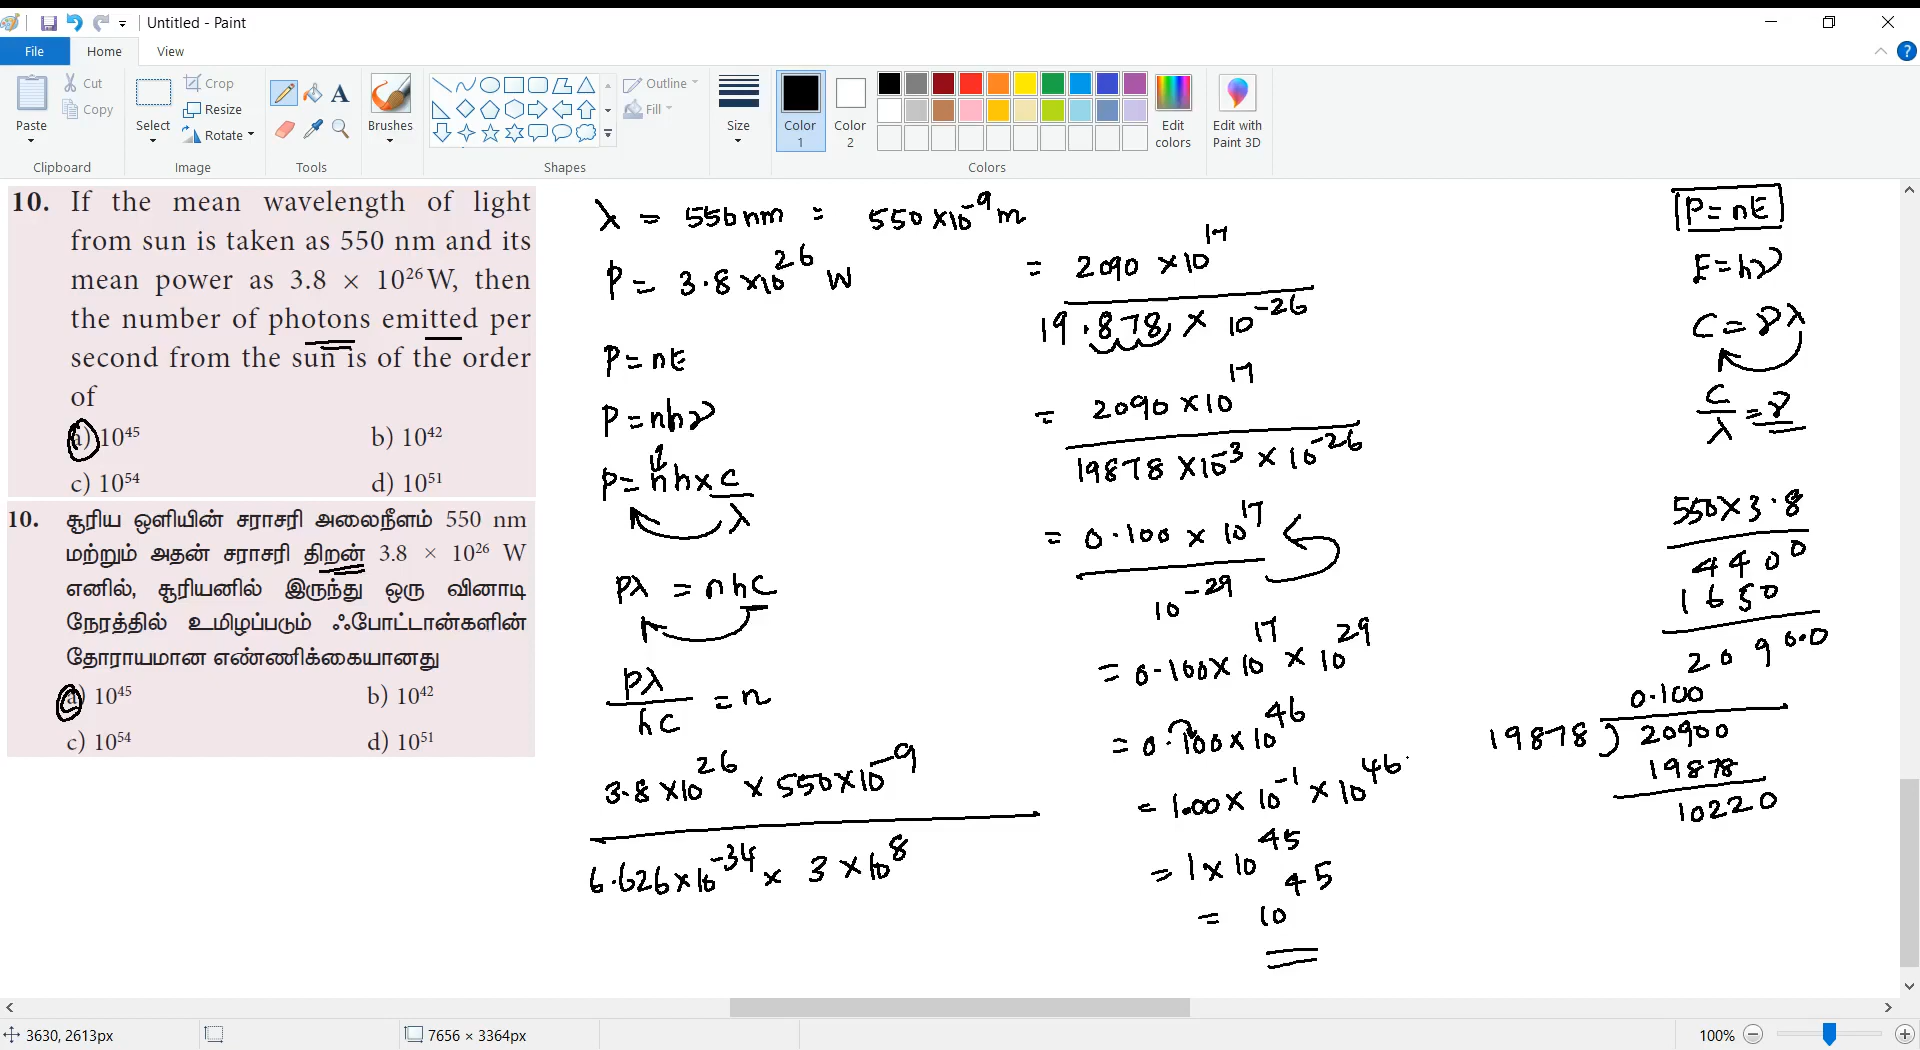 Untitled - Paint
File
Home
View
Paste
Cut
Copy
Clipboard
Select
Crop
Resize
Rotate
Image
Tools
Brushes
Shapes
Outline
Fill
Size
Color
1
Color
2
Colors
Edit
colors
Edit with
Paint 3D
10. If the mean wavelength of light
from sun is taken as 550 nm and its
mean power as 3.8 × 10²⁶W, then
the number of photons emitted per
second from the sun is of the order
of
a) 10⁴⁵ b) 10⁴²
c) 10⁵⁴ d) 10⁵¹
10. சூரிய ஒளியின் சராசரி அலைநீளம் 550 nm
மற்றும் அதன் சராசரி திறன் 3.8 × 10²⁶ W
எனில், சூரியனில் இருந்து ஒரு வினாடி
நேரத்தில் உமிழப்படும் ஃபோட்டான்களின்
தோராயமான எண்ணிக்கையானது
a) 10⁴⁵ b) 10⁴²
c) 10⁵⁴ d) 10⁵¹
λ = 550nm = 550×10⁻⁹m
P = 3.8×10²⁶ W
P=nE
P=nhν
P=nh×c
λ
Pλ = nhC
Pλ
hC
=n
3.8×10²⁶ × 550×10⁻⁹
6.626×10⁻³⁴ × 3×10⁸
= 2090×10¹⁷
19.878 × 10⁻²⁶
= 2090×10¹⁷
19878×10⁻³ × 10⁻²⁶
= 0.100 × 10¹⁷
10⁻²⁹
= 0.100×10¹⁷ × 10²⁹
= 0.100×10⁴⁶
= 1.00×10⁻¹ × 10⁴⁶
= 1×10⁴⁵
= 10⁴⁵
P=nE
E=hν
C=νλ
C
λ
=ν
550×3.8
4400
1650
2090.0
0.100
19878)20900
19878
10220
3630, 2613px
7656 × 3364px
100%